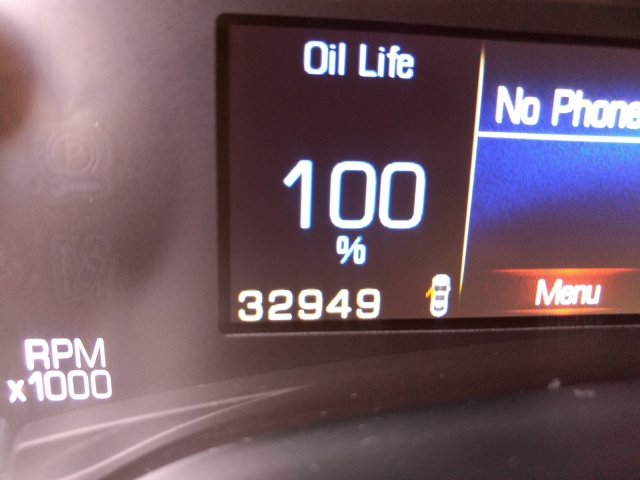 Oil Life
100
%
32949
No Phone
Menu
RPM
x1000